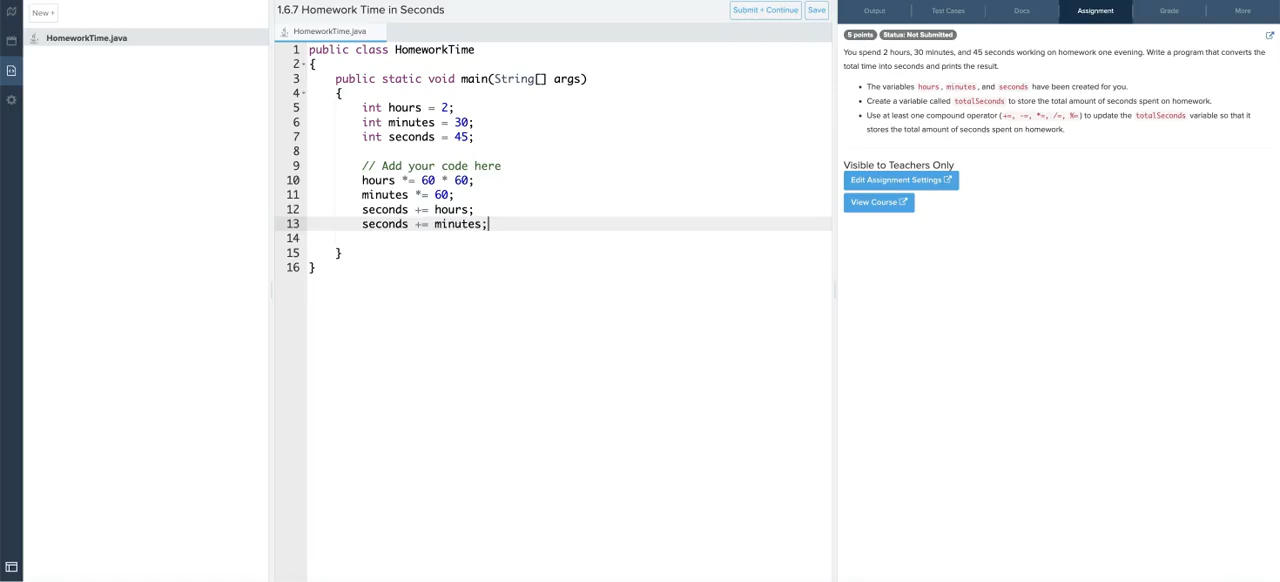 New +
HomeworkTime.java
1.6.7 Homework Time in Seconds
Submit + Continue
Save
HomeworkTime.java
1 public class HomeworkTime
2 {
3 public static void main(String[] args)
4 {
5 int hours = 2;
6 int minutes = 30;
7 int seconds = 45;
8
9 // Add your code here
10 hours *= 60 * 60;
11 minutes *= 60;
12 seconds += hours;
13 seconds += minutes;
14
15 }
16 }
Output
Test Cases
Docs
Assignment
Grade
More
5 points
Status: Not Submitted
You spend 2 hours, 30 minutes, and 45 seconds working on homework one evening. Write a program that converts the
total time into seconds and prints the result.
• The variables hours, minutes, and seconds have been created for you.
• Create a variable called totalSeconds to store the total amount of seconds spent on homework.
• Use at least one compound operator (+=, -=, *=, /=, %=) to update the totalSeconds variable so that it
stores the total amount of seconds spent on homework.
Visible to Teachers Only
Edit Assignment Settings
View Course